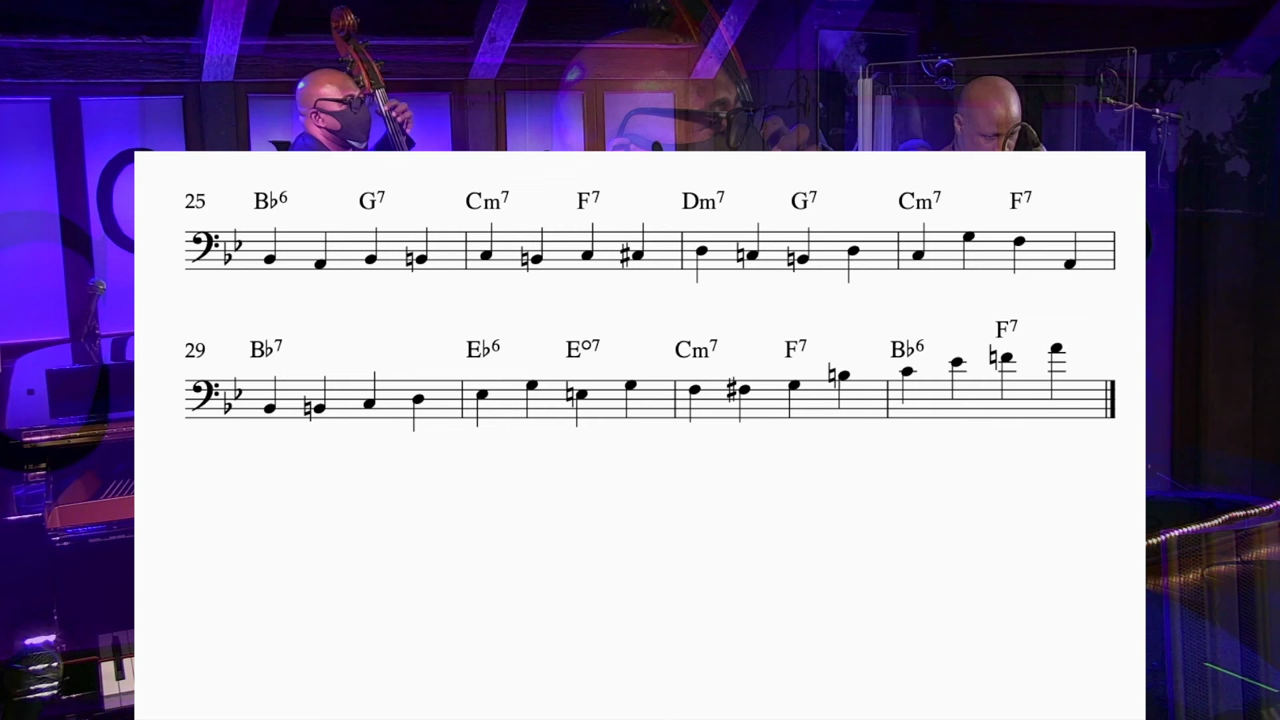 25 B♭6 G7 Cm7 F7 Dm7 G7 Cm7 F7
F7
29 B♭7 E♭6 E○7 Cm7 F7 B♭6